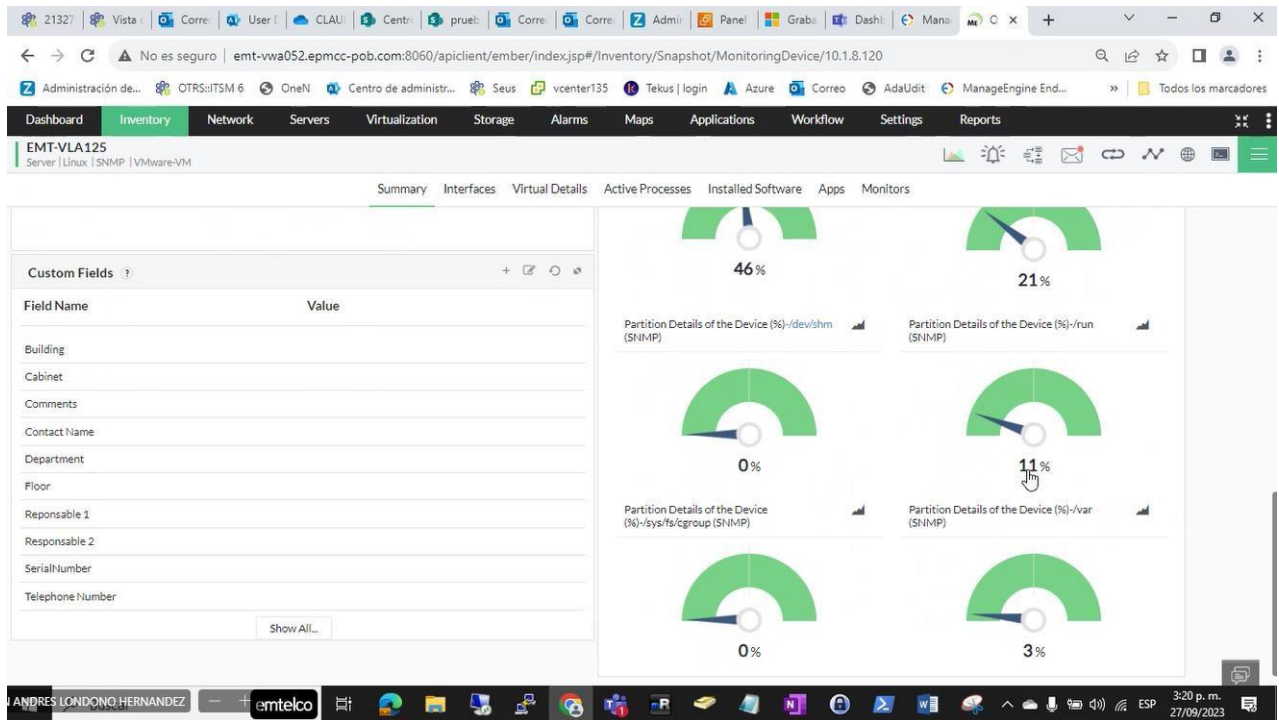 21327
Vista
Corre
User
CLAU
Centr
prueb
Corre
Corre
Admi
Panel
Graba
Dash
Mana
O
No es seguro
emt-vwa052.epmcc-pob.com:8060/apiclient/ember/index.jsp#/Inventory/Snapshot/MonitoringDevice/10.1.8.120
Administración de...
OTRS::ITSM 6
OneN
Centro de administr...
Seus
vcenter135
Tekus | login
Azure
Correo
AdaUdit
ManageEngine End...
»
Todos los marcadores
Dashboard
Inventory
Network
Servers
Virtualization
Storage
Alarms
Maps
Applications
Workflow
Settings
Reports
EMT-VLA125
Server | Linux | SNMP | VMware-VM
Summary
Interfaces
Virtual Details
Active Processes
Installed Software
Apps
Monitors
Custom Fields ?
Field Name
Value
Building
Cabinet
Comments
Contact Name
Department
Floor
Reponsable 1
Responsable 2
SerialNumber
Telephone Number
Show All...
46 %
21 %
Partition Details of the Device (%)-/dev/shm
(SNMP)
Partition Details of the Device (%)-/run
(SNMP)
0 %
11 %
Partition Details of the Device
(%)-/sys/fs/cgroup (SNMP)
Partition Details of the Device (%)-/var
(SNMP)
0 %
3 %
ANDRES LONDONO HERNANDEZ
emtelco
ESP
3:20 p. m.
27/09/2023